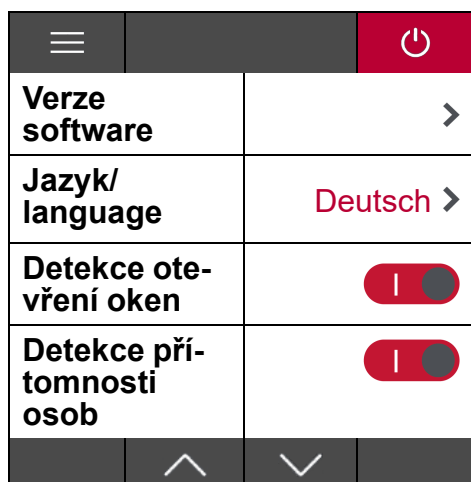 Verze
software
Jazyk/
language
Deutsch
Detekce ote-
vření oken
Detekce pří-
tomnosti
osob